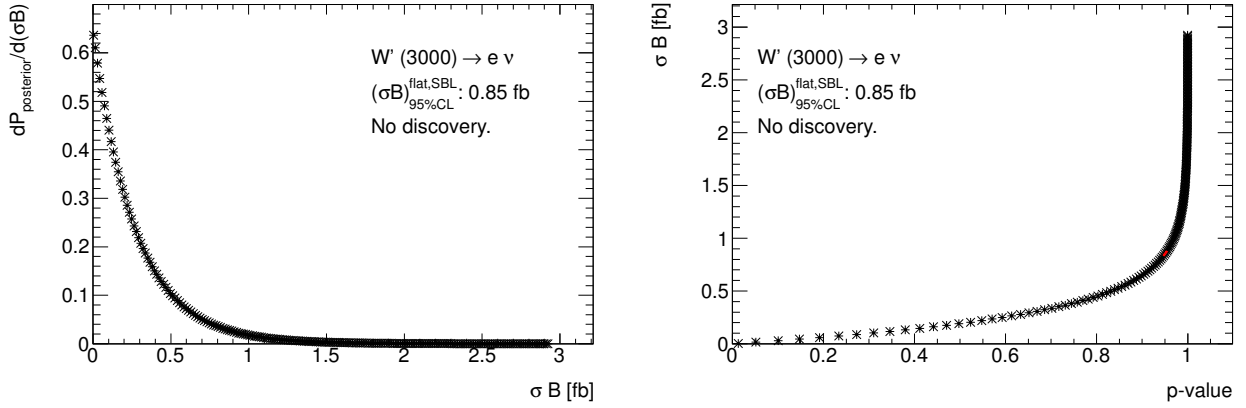 dP_posterior/d(σB)
0.6
0.5
0.4
0.3
0.2
0.1
0
W' (3000) → e ν
(σB)^flat,SBL_95%CL: 0.85 fb
No discovery.
0 0.5 1 1.5 2 2.5 3
σ B [fb]
σ B [fb]
3
2.5
2
1.5
1
0.5
0
W' (3000) → e ν
(σB)^flat,SBL_95%CL: 0.85 fb
No discovery.
0 0.2 0.4 0.6 0.8 1
p-value